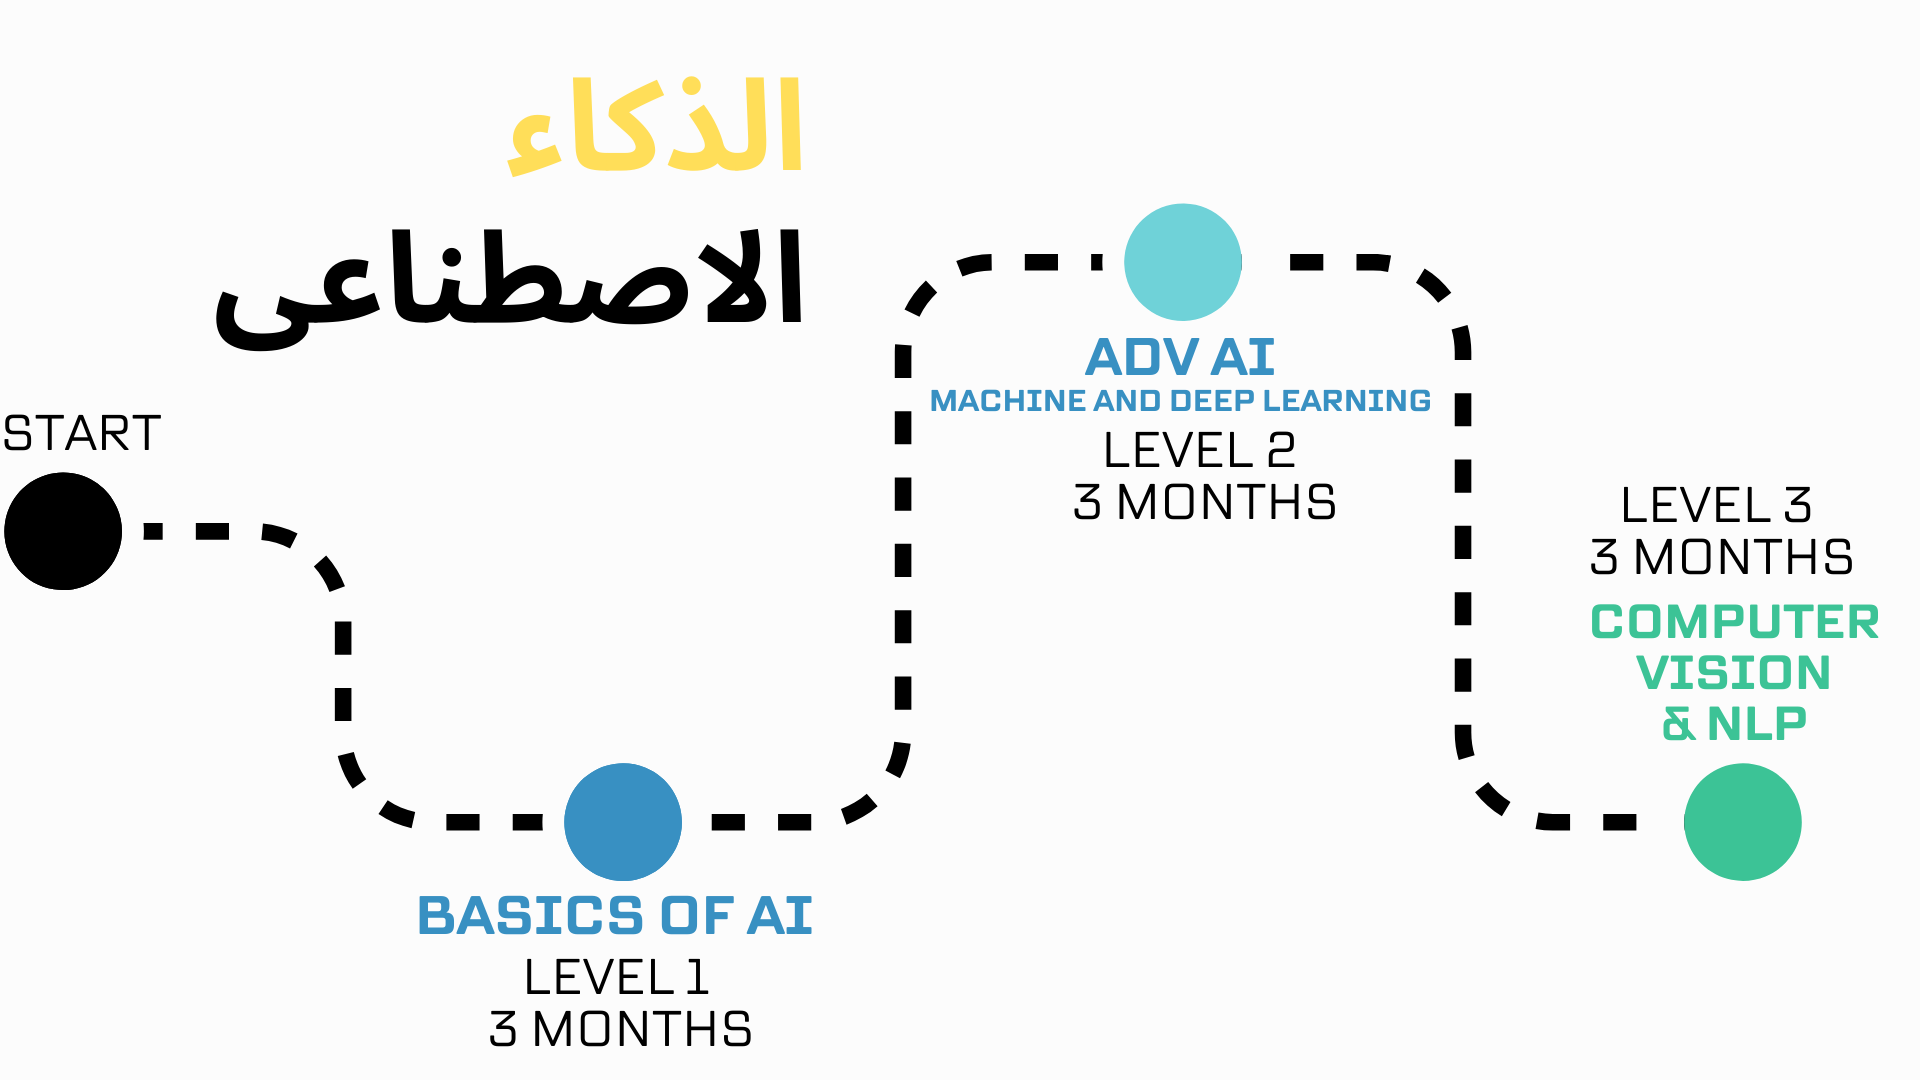 الذكاء
الاصطناعى
START
BASICS OF AI
LEVEL 1
3 MONTHS
ADV AI
MACHINE AND DEEP LEARNING
LEVEL 2
3 MONTHS
LEVEL 3
3 MONTHS
COMPUTER
VISION
& NLP